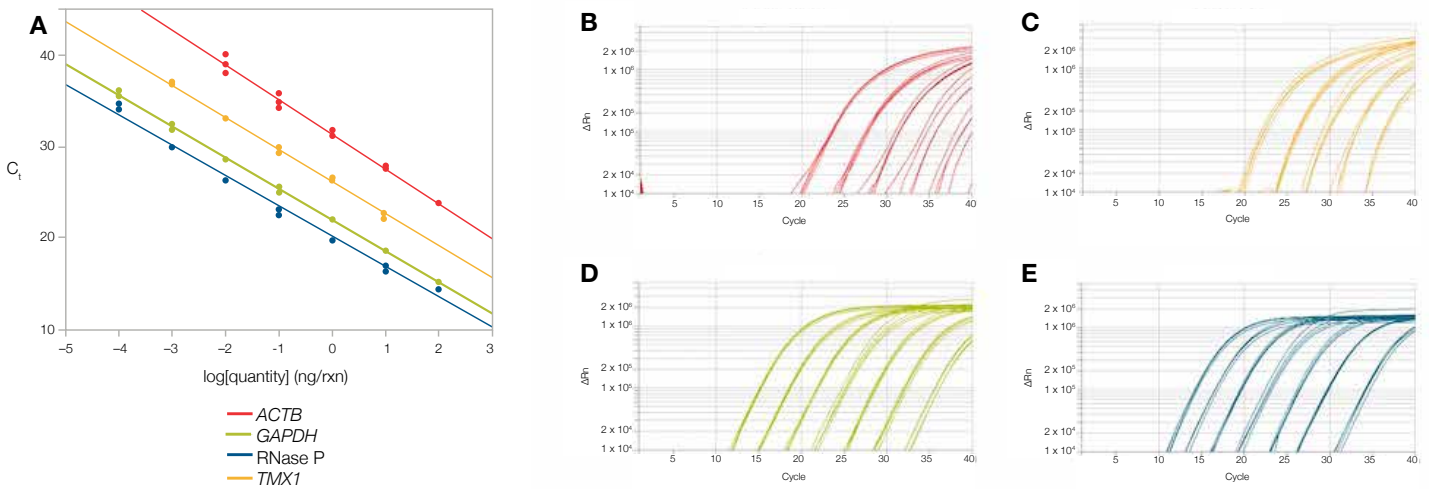 A
40
30
20
10
Ct
–5 –4 –3 –2 –1 0 1 2 3
log[quantity] (ng/rxn)
ACTB
GAPDH
RNase P
TMX1
B
2 x 10⁶
1 x 10⁶
2 x 10⁵
1 x 10⁵
2 x 10⁴
1 x 10⁴
ΔRn
5 10 15 20 25 30 35 40
Cycle
C
2 x 10⁶
1 x 10⁶
2 x 10⁵
1 x 10⁵
2 x 10⁴
1 x 10⁴
ΔRn
5 10 15 20 25 30 35 40
Cycle
D
2 x 10⁶
1 x 10⁶
2 x 10⁵
1 x 10⁵
2 x 10⁴
1 x 10⁴
ΔRn
5 10 15 20 25 30 35 40
Cycle
E
2 x 10⁶
1 x 10⁶
2 x 10⁵
1 x 10⁵
2 x 10⁴
1 x 10⁴
ΔRn
5 10 15 20 25 30 35 40
Cycle